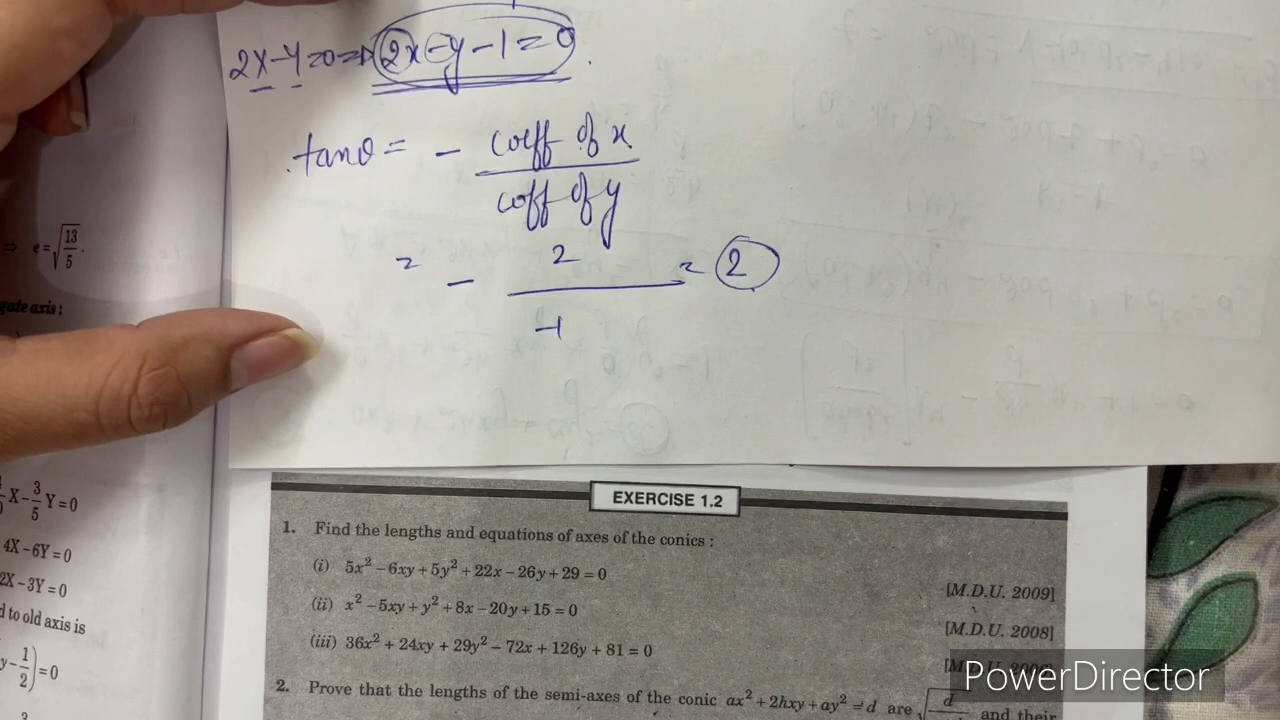 2X-Y=0⇒ 2x-y-1=0.
tanθ = - coeff of x / coff of y
= - 2 / -1 = 2
⇒ e = √(13/5).
gate axis :
X - 3/5 Y = 0
4X - 6Y = 0
2X - 3Y = 0
d to old axis is
y - 1/2) = 0
EXERCISE 1.2
1. Find the lengths and equations of axes of the conics :
(i) 5x² - 6xy + 5y² + 22x - 26y + 29 = 0
[M.D.U. 2009]
(ii) x² - 5xy + y² + 8x - 20y + 15 = 0
[M.D.U. 2008]
(iii) 36x² + 24xy + 29y² - 72x + 126y + 81 = 0
2. Prove that the lengths of the semi-axes of the conic ax² + 2hxy + ay² = d are √ d and their
PowerDirector